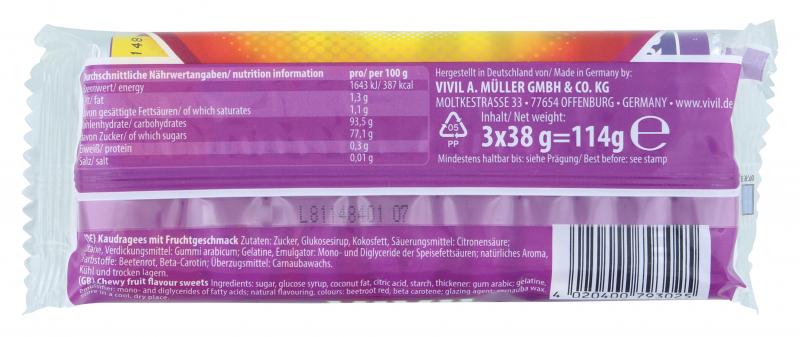 148
Durchschnittliche Nährwertangaben/ nutrition information pro/ per 100 g
Brennwert/ energy 1643 kJ/ 387 kcal
Fett/ fat 1,3 g
davon gesättigte Fettsäuren/ of which saturates 1,1 g
Kohlenhydrate/ carbohydrates 93,5 g
davon Zucker/ of which sugars 77,1 g
Eiweiß/ protein 0,3 g
Salz/ salt 0,01 g
Hergestellt in Deutschland von/ Made in Germany by:
VIVIL A. MÜLLER GMBH & CO. KG
MOLTKESTRASSE 33 • 77654 OFFENBURG • GERMANY • www.vivil.de
Inhalt/ Net weight:
05
PP
3x38 g=114g e
Mindestens haltbar bis: siehe Prägung/ Best before: see stamp
L81148401 07
(DE) Kaudragees mit Fruchtgeschmack Zutaten: Zucker, Glukosesirup, Kokosfett, Säuerungsmittel: Citronensäure;
Verdickungsmittel: Gummi arabicum; Gelatine, Emulgator: Mono- und Diglyceride der Speisefettsäuren; natürliches Aroma,
Farbstoffe: Beetenrot, Beta-Carotin; Überzugsmittel: Carnaubawachs.
Kühl und trocken lagern.
(GB) Chewy fruit flavour sweets Ingredients: sugar, glucose syrup, coconut fat, citric acid, starch, thickener: gum arabic; gelatine,
emulsifier: mono- and diglycerides of fatty acids; natural flavouring, colours: beetroot red, beta carotene; glazing agent: carnauba wax.
Store in a cool, dry place.
4 020400 793025